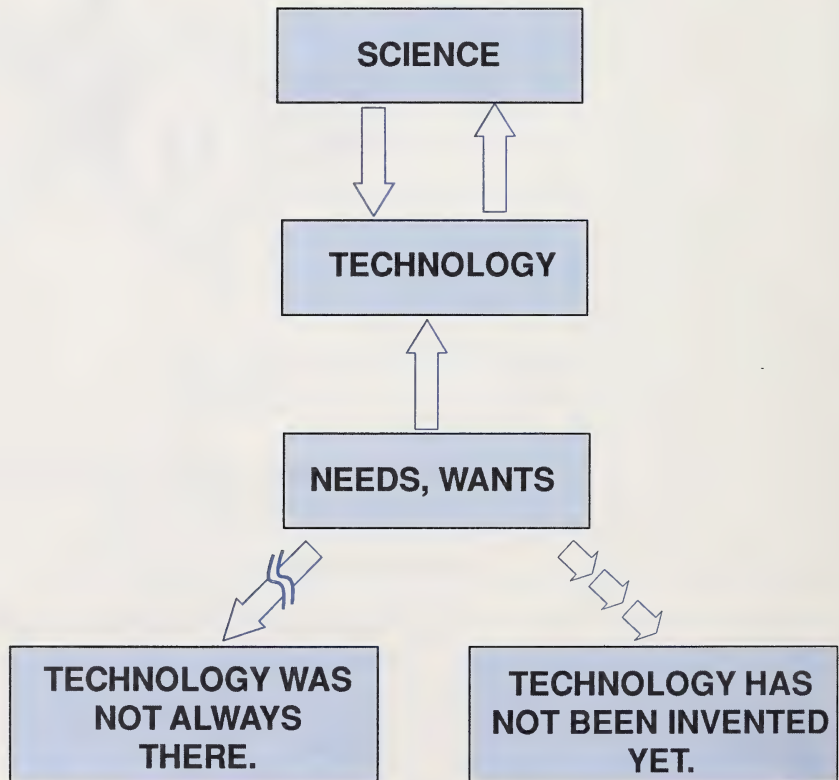 SCIENCE
TECHNOLOGY
NEEDS, WANTS
TECHNOLOGY WAS
NOT ALWAYS
THERE.
TECHNOLOGY HAS
NOT BEEN INVENTED
YET.